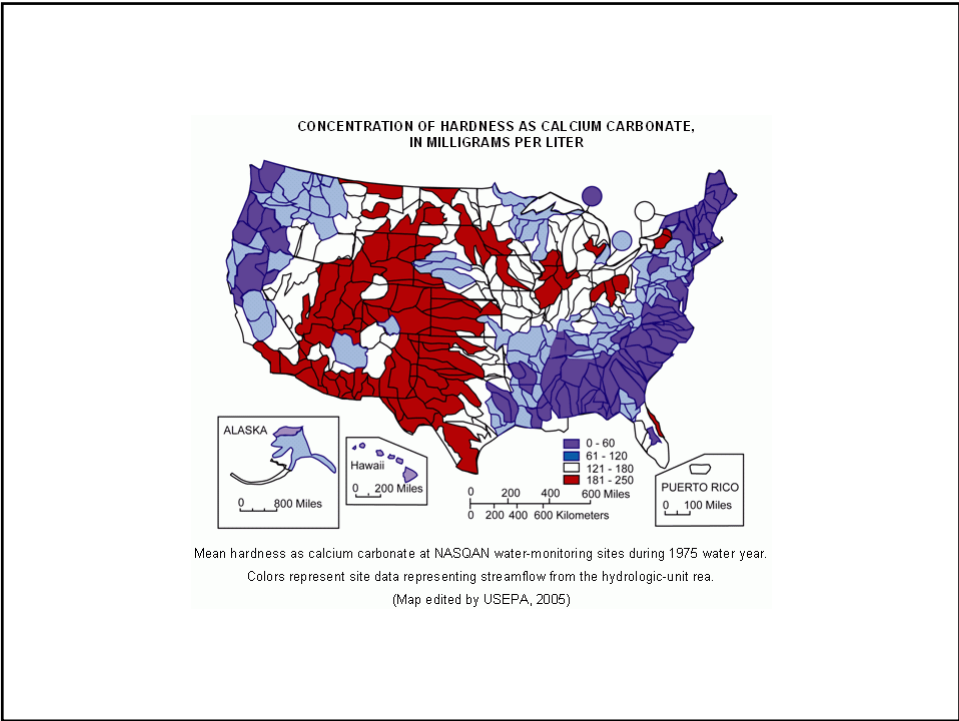 CONCENTRATION OF HARDNESS AS CALCIUM CARBONATE,
IN MILLIGRAMS PER LITER
ALASKA
0 800 Miles
Hawaii
0 200 Miles
0 - 60
61 - 120
121 - 180
181 - 250
0 200 400 600 Miles
0 200 400 600 Kilometers
PUERTO RICO
0 100 Miles
Mean hardness as calcium carbonate at NASQAN water-monitoring sites during 1975 water year.
Colors represent site data representing streamflow from the hydrologic-unit rea.
(Map edited by USEPA, 2005)